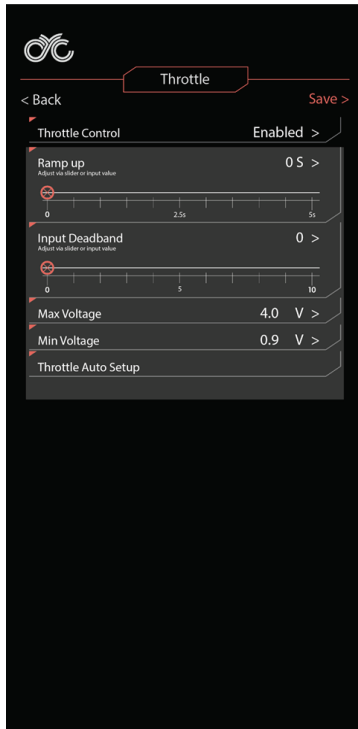 Throttle
< Back
Save >
Throttle Control
Enabled >
Ramp up
0 S >
Adjust via slider or input value
0
2.5s
5s
Input Deadband
0 >
Adjust via slider or input value
0
5
10
Max Voltage
4.0 V >
Min Voltage
0.9 V >
Throttle Auto Setup